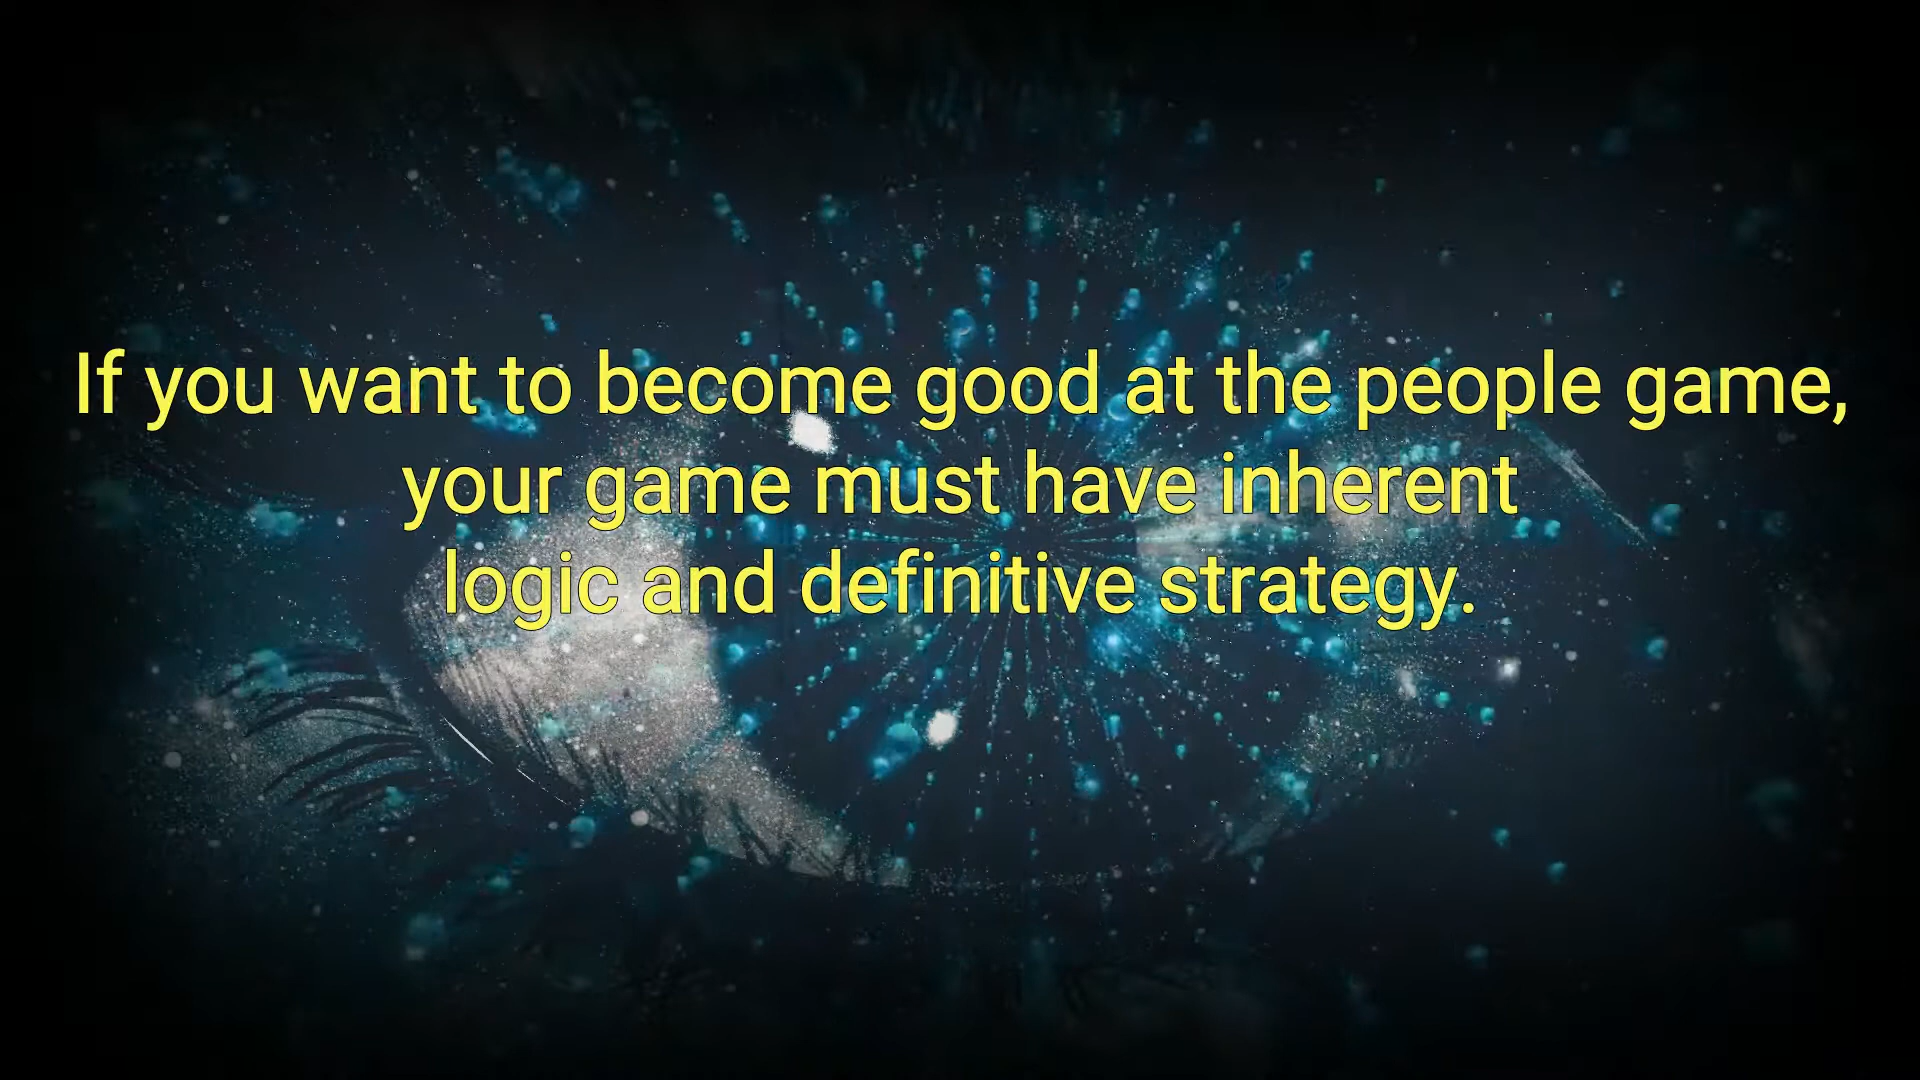 If you want to become good at the people game,
your game must have inherent
logic and definitive strategy.